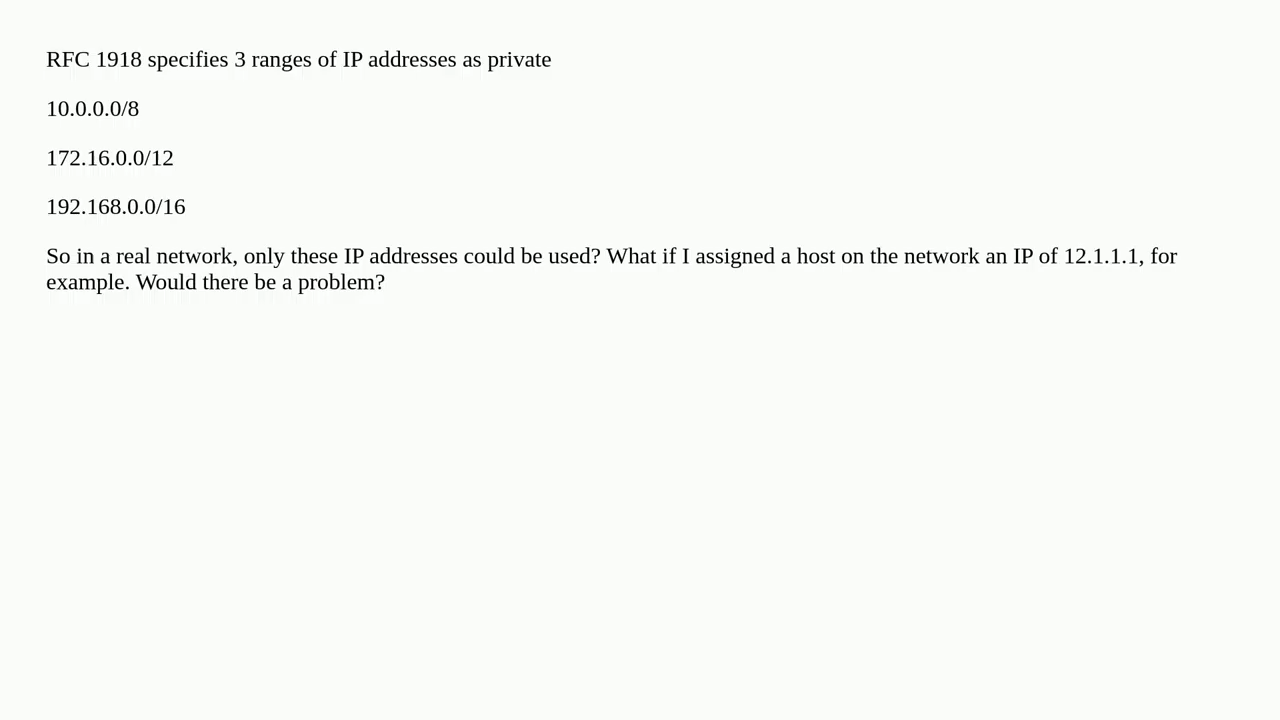 RFC 1918 specifies 3 ranges of IP addresses as private
10.0.0.0/8
172.16.0.0/12
192.168.0.0/16
So in a real network, only these IP addresses could be used? What if I assigned a host on the network an IP of 12.1.1.1, for
example. Would there be a problem?